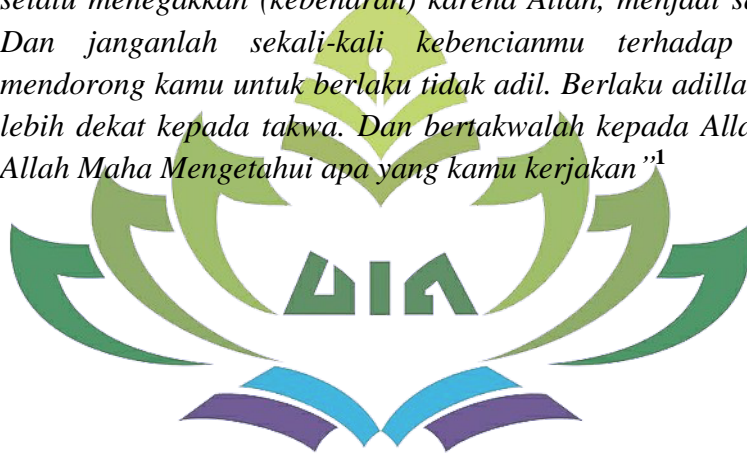 selalu menegakkan (kebenaran) karena Allah, menjadi
Dan janganlah sekali-kali kebencianmu terhadap
mendorong kamu untuk berlaku tidak adil. Berlaku
lebih dekat kepada takwa. Dan bertakwalah kepada
Allah Maha Mengetahui apa yang kamu kerjakan”1
UIN